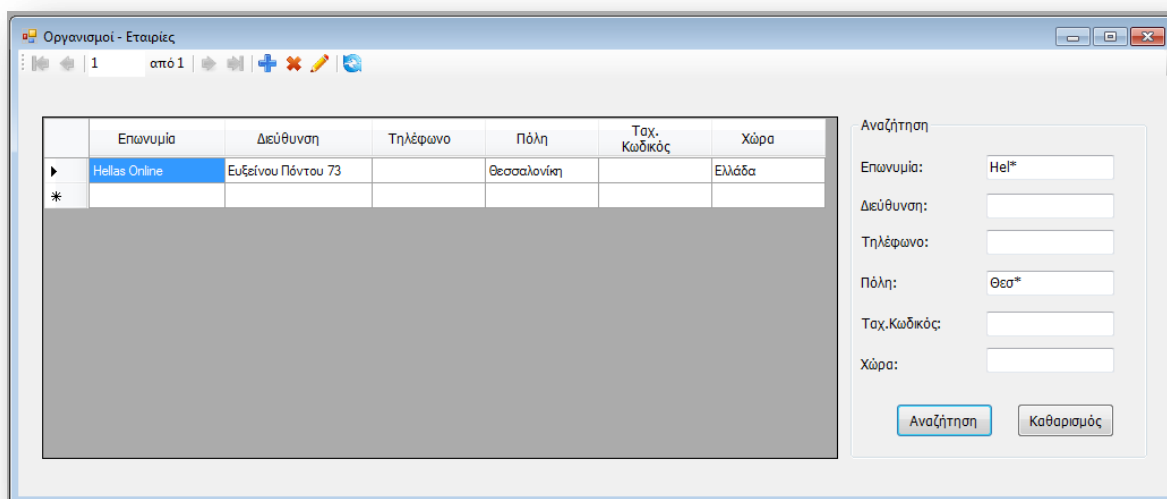 Οργανισμοί - Εταιρίες
1 από 1
Επωνυμία Διεύθυνση Τηλέφωνο Πόλη Ταχ. Κωδικός Χώρα
Hellas Online Ευξείνου Πόντου 73 Θεσσαλονίκη Ελλάδα
Αναζήτηση
Επωνυμία: Hel*
Διεύθυνση:
Τηλέφωνο:
Πόλη: Θεσ*
Ταχ.Κωδικός:
Χώρα:
Αναζήτηση Καθαρισμός